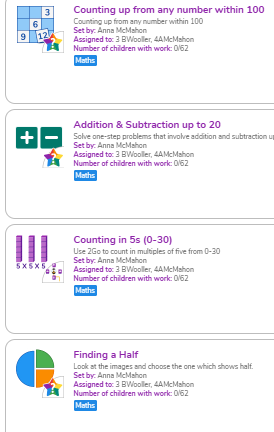 Counting up from any number within 100
Counting up from any number within 100
Set by: Anna McMahon
Assigned to: 3 BWooller, 4AMcMahon
Number of children with work: 0/62
Maths
3
6
9
12
Addition & Subtraction up to 20
Solve one-step problems that involve addition and subtraction up
Set by: Anna McMahon
Assigned to: 3 BWooller, 4AMcMahon
Number of children with work: 0/62
Maths
Counting in 5s (0-30)
Use 2Go to count in multiples of five from 0-30
Set by: Anna McMahon
Assigned to: 3 BWooller, 4AMcMahon
Number of children with work: 0/62
Maths
5 X 5 X 5
Finding a Half
Look at the images and choose the one which shows half.
Set by: Anna McMahon
Assigned to: 3 BWooller, 4AMcMahon
Number of children with work: 0/62
Maths